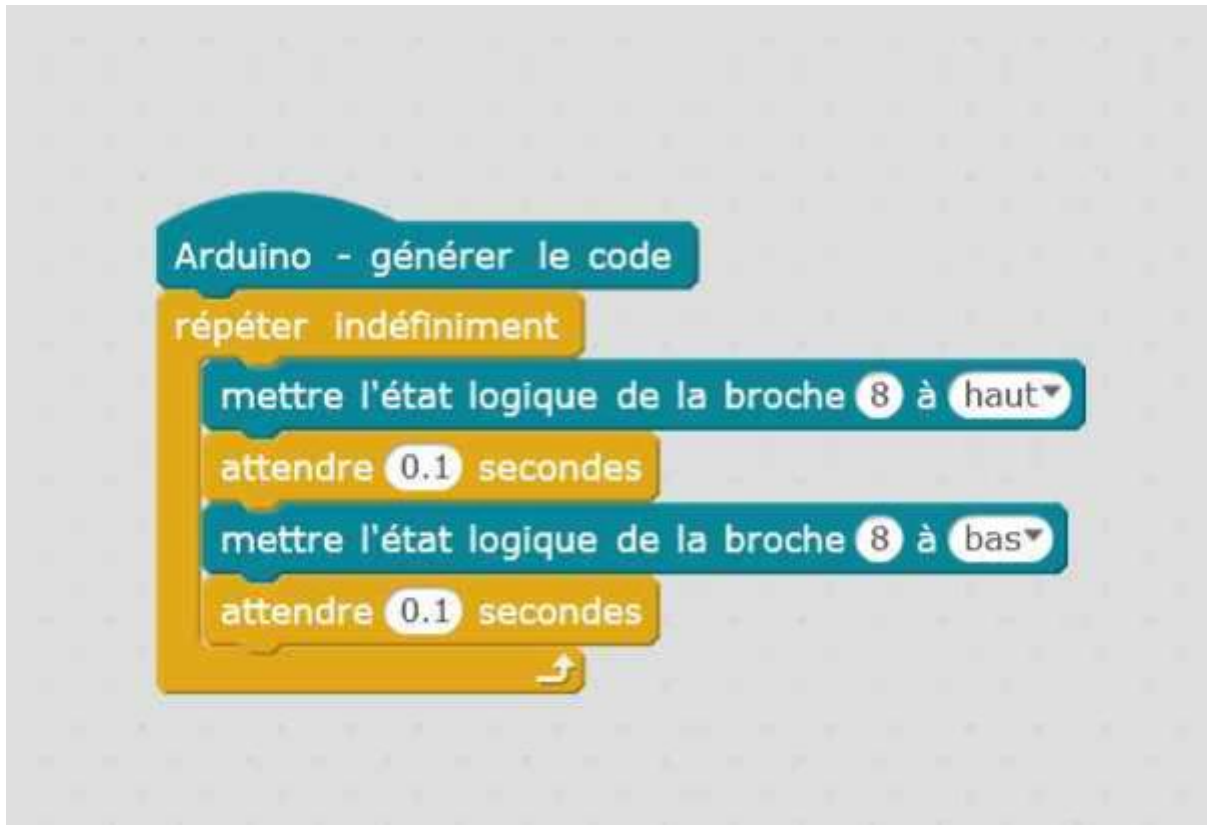 Arduino - générer le code
répéter indéfiniment
mettre l'état logique de la broche 8 à haut
attendre 0.1 secondes
mettre l'état logique de la broche 8 à bas
attendre 0.1 secondes